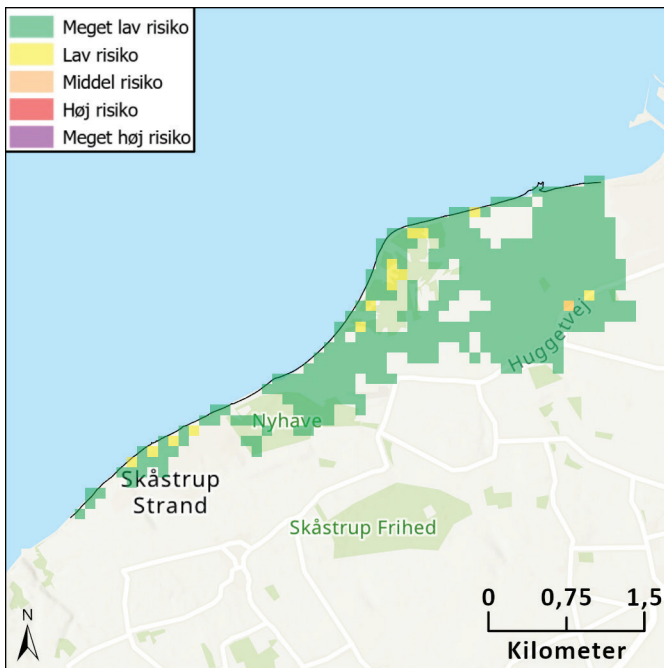 Meget lav risiko
Lav risiko
Middel risiko
Høj risiko
Meget høj risiko
Huggetvej
Nyhave
Skåstrup
Strand
Skåstrup Frihed
N
0 0,75 1,5
Kilometer